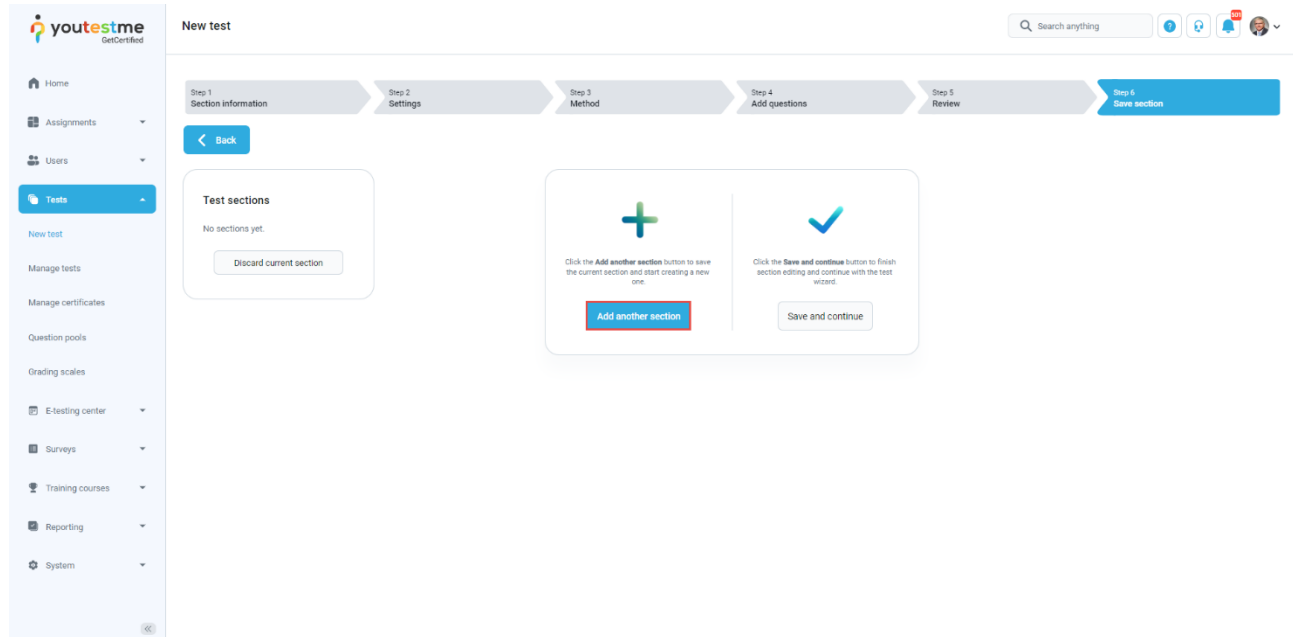 youtestme
GetCertified
New test
Search anything
501
Home
Assignments
Users
Tests
New test
Manage tests
Manage certificates
Question pools
Grading scales
E-testing center
Surveys
Training courses
Reporting
System
Step 1
Section information
Step 2
Settings
Step 3
Method
Step 4
Add questions
Step 5
Review
Step 6
Save section
Back
Test sections
No sections yet.
Discard current section
Click the Add another section button to save
the current section and start creating a new
one.
Add another section
Click the Save and continue button to finish
section editing and continue with the test
wizard.
Save and continue